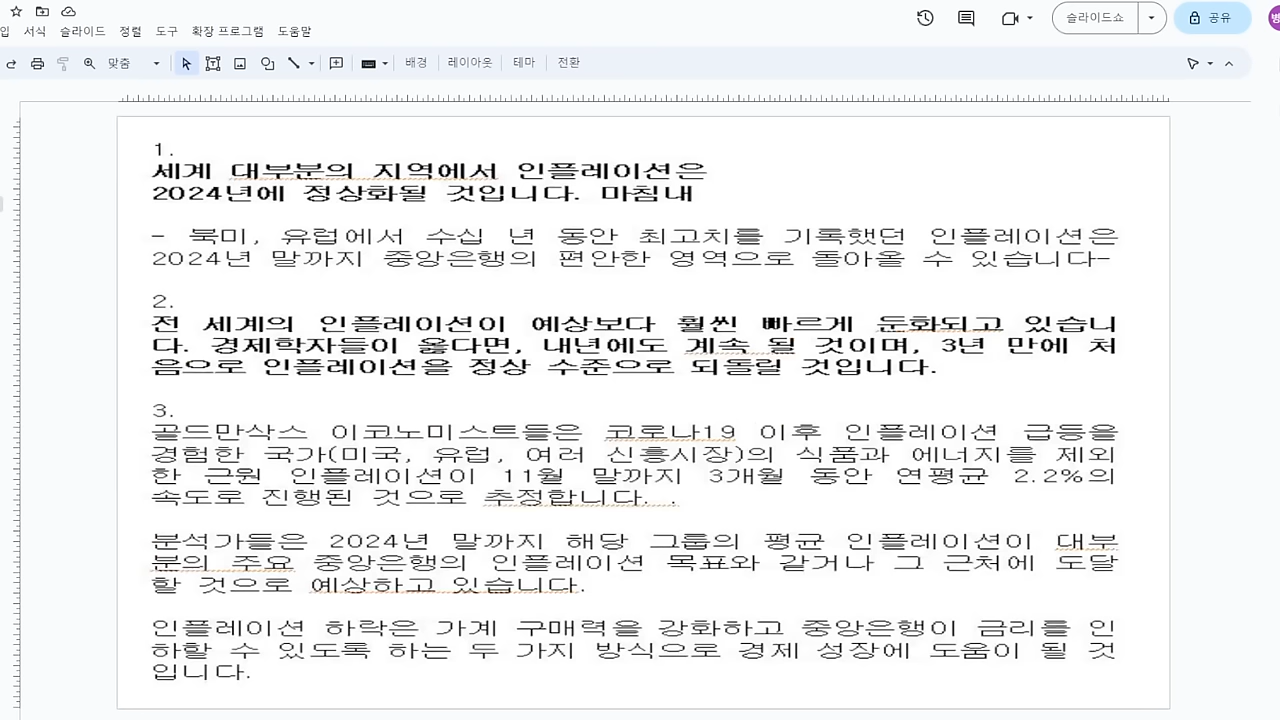 입 서식 슬라이드 정렬 도구 확장 프로그램 도움말
슬라이드쇼 공유
맞춤 배경 레이아웃 테마 전환
1.
세계 대부분의 지역에서 인플레이션은
2024년에 정상화될 것입니다. 마침내
- 북미, 유럽에서 수십 년 동안 최고치를 기록했던 인플레이션은
2024년 말까지 중앙은행의 편안한 영역으로 돌아올 수 있습니다-
2.
전 세계의 인플레이션이 예상보다 훨씬 빠르게 둔화되고 있습니
다. 경제학자들이 옳다면, 내년에도 계속 될 것이며, 3년 만에 처
음으로 인플레이션을 정상 수준으로 되돌릴 것입니다.
3.
골드만삭스 이코노미스트들은 코로나19 이후 인플레이션 급등을
경험한 국가(미국, 유럽, 여러 신흥시장)의 식품과 에너지를 제외
한 근원 인플레이션이 11월 말까지 3개월 동안 연평균 2.2%의
속도로 진행된 것으로 추정합니다. .
분석가들은 2024년 말까지 해당 그룹의 평균 인플레이션이 대부
분의 주요 중앙은행의 인플레이션 목표와 같거나 그 근처에 도달
할 것으로 예상하고 있습니다.
인플레이션 하락은 가계 구매력을 강화하고 중앙은행이 금리를 인
하할 수 있도록 하는 두 가지 방식으로 경제 성장에 도움이 될 것
입니다.